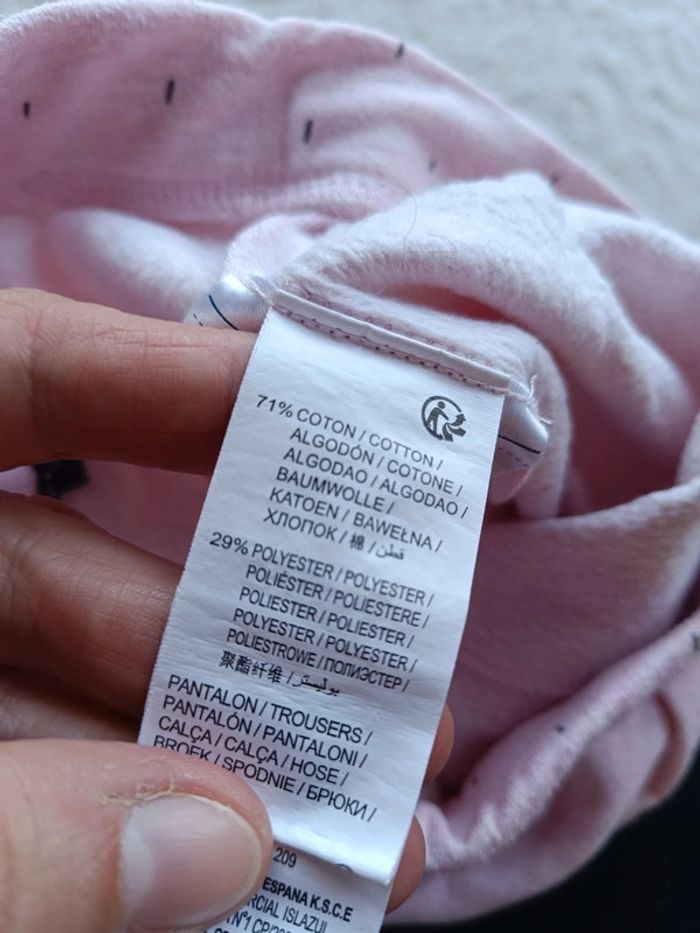 71% COTON / COTTON /
ALGODÓN / COTONE /
ALGODAO / ALGODAO /
BAUMWOLLE /
KATOEN / BAWEŁNA /
ХЛОПОК / 棉 / قطن
29% POLYESTER / POLYESTER /
POLIÉSTER / POLIESTERE /
POLIESTER / POLIESTER /
POLYESTER / POLYESTER /
POLIESTROWE / ПОЛИЭСТЕР /
聚酯纤维 / بوليستر /
PANTALON / TROUSERS /
PANTALÓN / PANTALONI /
CALÇA / CALÇA / HOSE /
BROEK / SPODNIE / БРЮКИ /
209
ESPANA K.S.C.E
ISLAZUL
Nº1